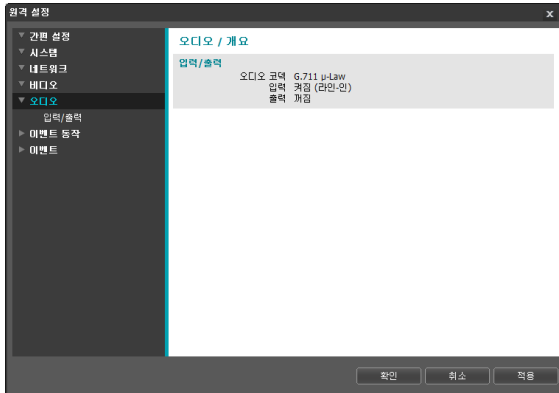 원격 설정
x
간편 설정
시스템
네트워크
비디오
오디오
입력/출력
이벤트 동작
이벤트
오디오 / 개요
입력/출력
오디오 코덱 G.711 μ-Law
입력 켜짐 (라인-인)
출력 꺼짐
확인 취소 적용